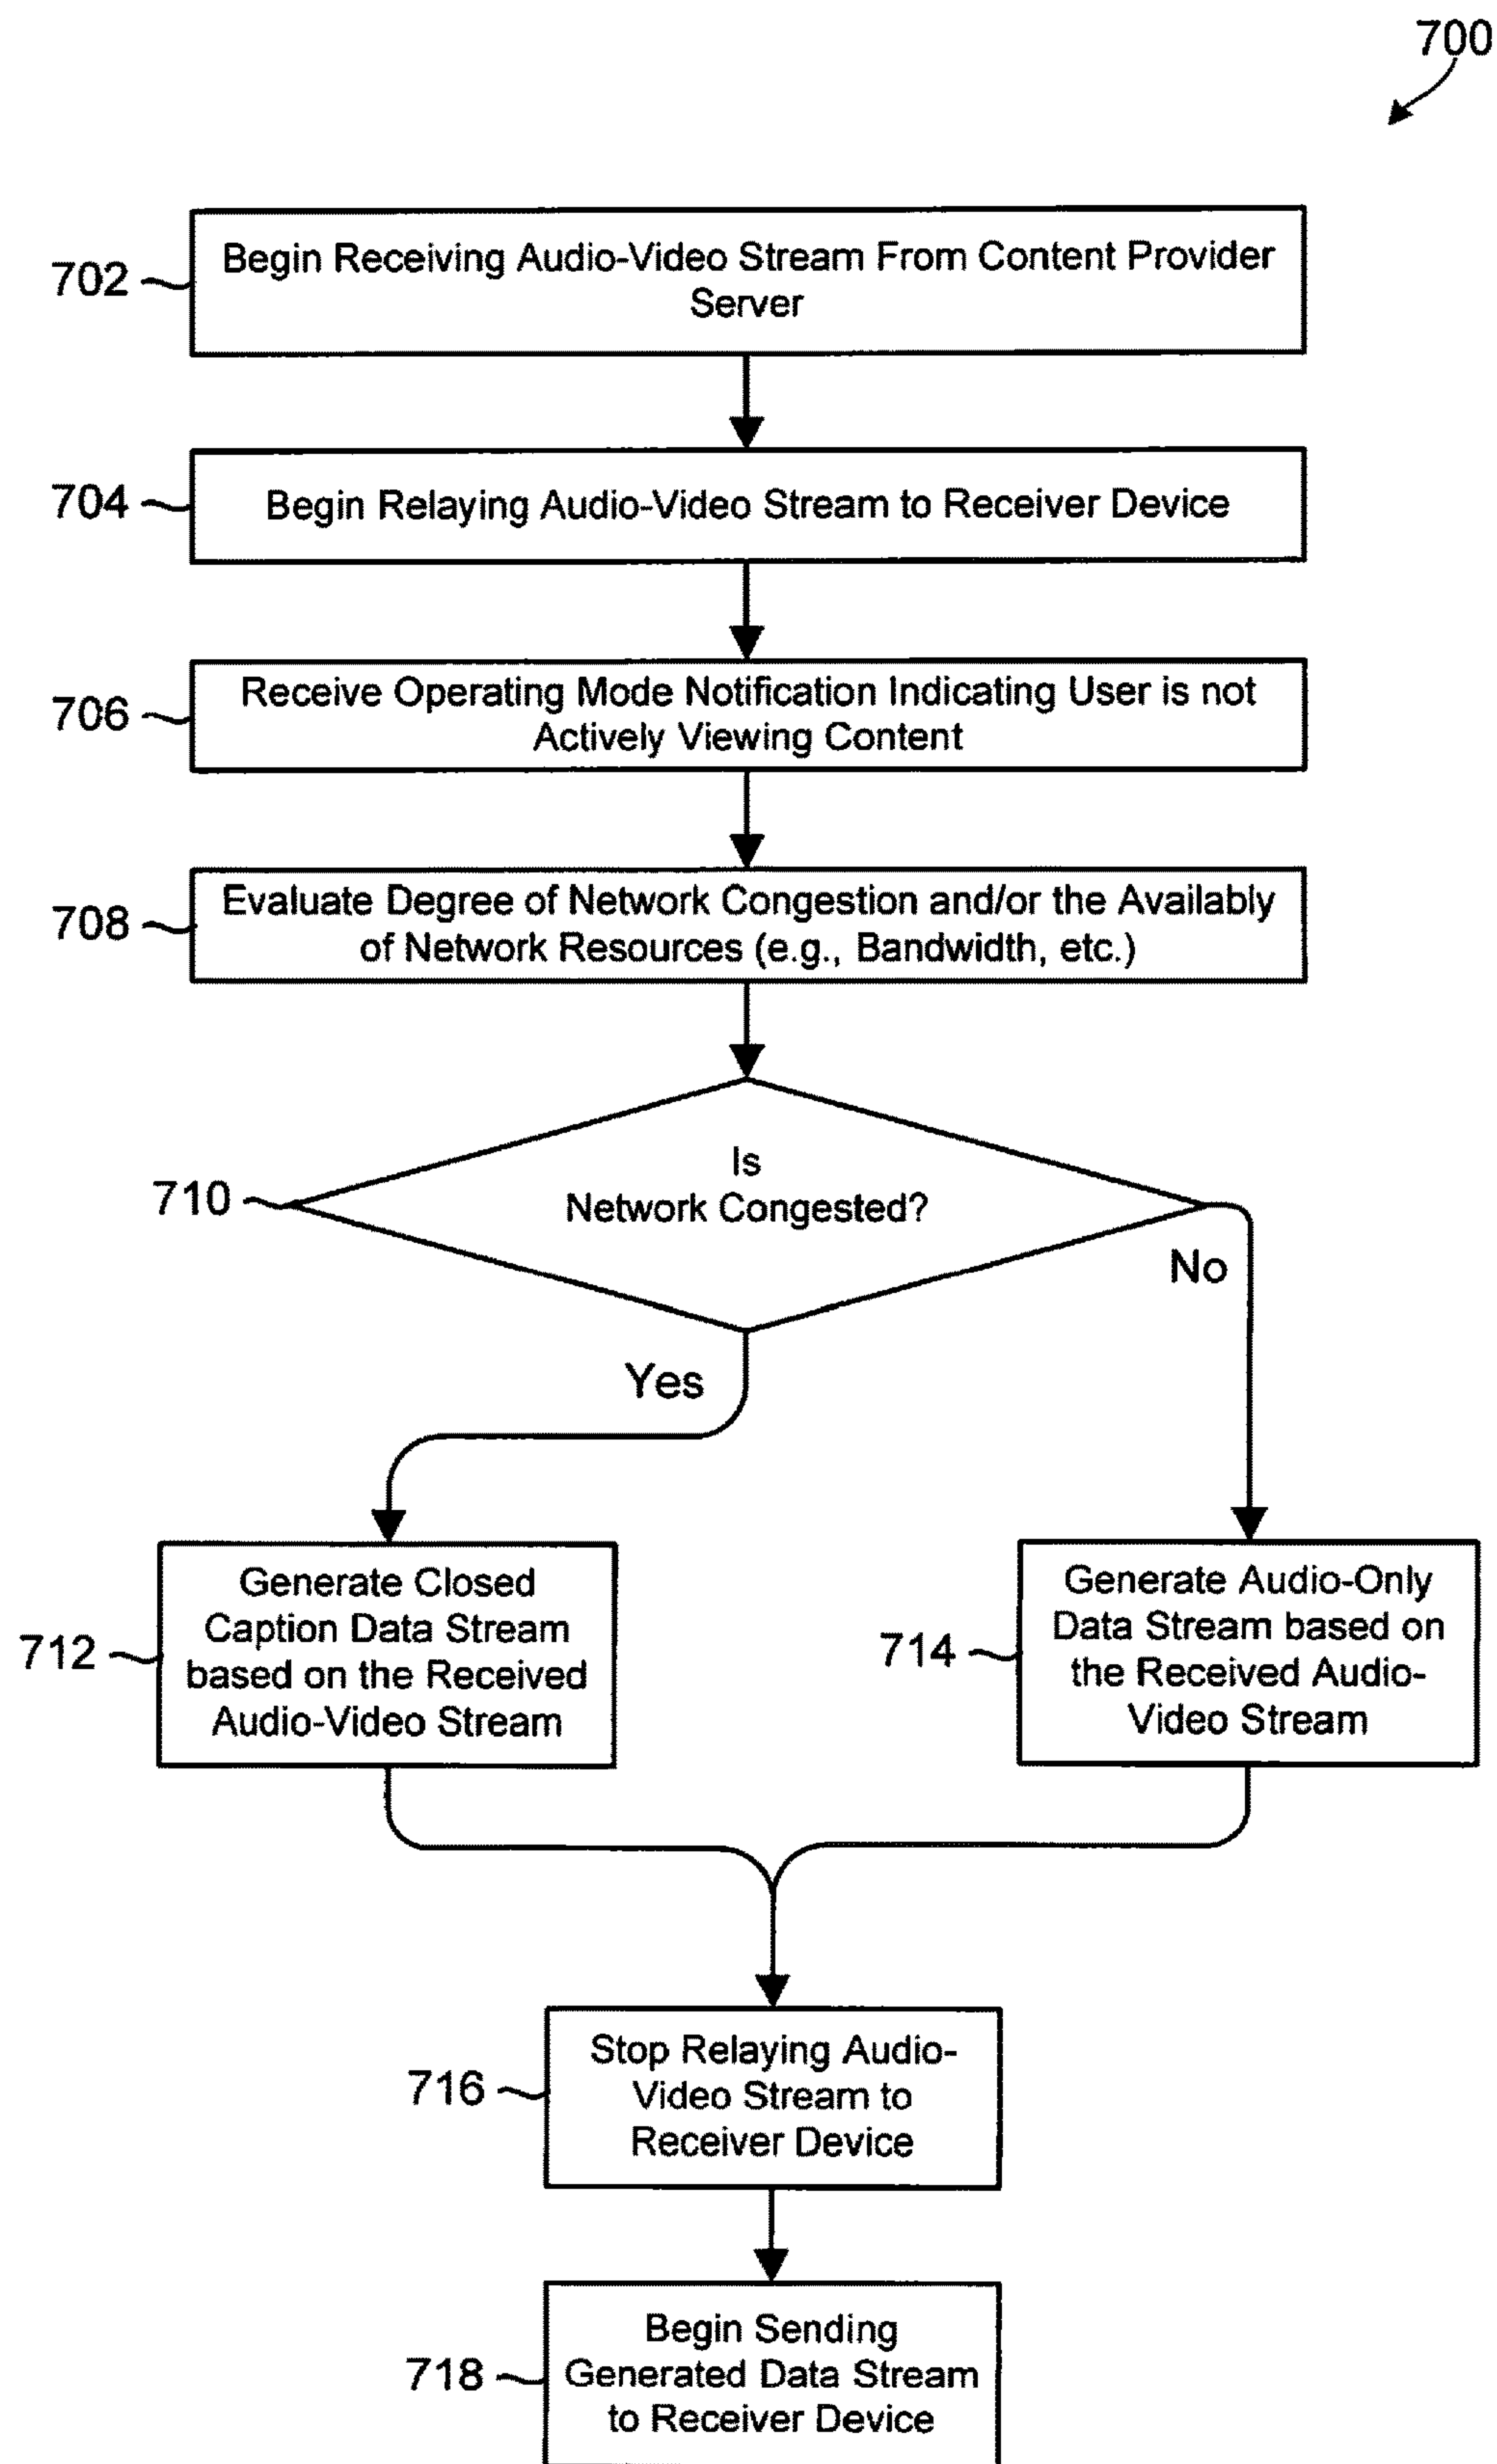 700
702
Begin Receiving Audio-Video Stream From Content Provider
Server
704
Begin Relaying Audio-Video Stream to Receiver Device
706
Receive Operating Mode Notification Indicating User is not
Actively Viewing Content
708
Evaluate Degree of Network Congestion and/or the Availably
of Network Resources (e.g., Bandwidth, etc.)
710
Is
Network Congested?
No
Yes
712
Generate Closed
Caption Data Stream
based on the Received
Audio-Video Stream
714
Generate Audio-Only
Data Stream based on
the Received Audio-
Video Stream
716
Stop Relaying Audio-
Video Stream to
Receiver Device
718
Begin Sending
Generated Data Stream
to Receiver Device